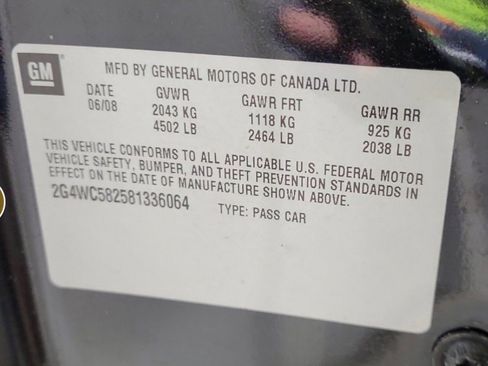 GM
MFD BY GENERAL MOTORS OF CANADA LTD.
DATE GVWR GAWR FRT GAWR RR
06/08 2043 KG 1118 KG 925 KG
4502 LB 2464 LB 2038 LB
THIS VEHICLE CONFORMS TO ALL APPLICABLE U.S. FEDERAL MOTOR
VEHICLE SAFETY, BUMPER, AND THEFT PREVENTION STANDARDS IN
EFFECT ON THE DATE OF MANUFACTURE SHOWN ABOVE.
2G4WC582581336064 TYPE: PASS CAR